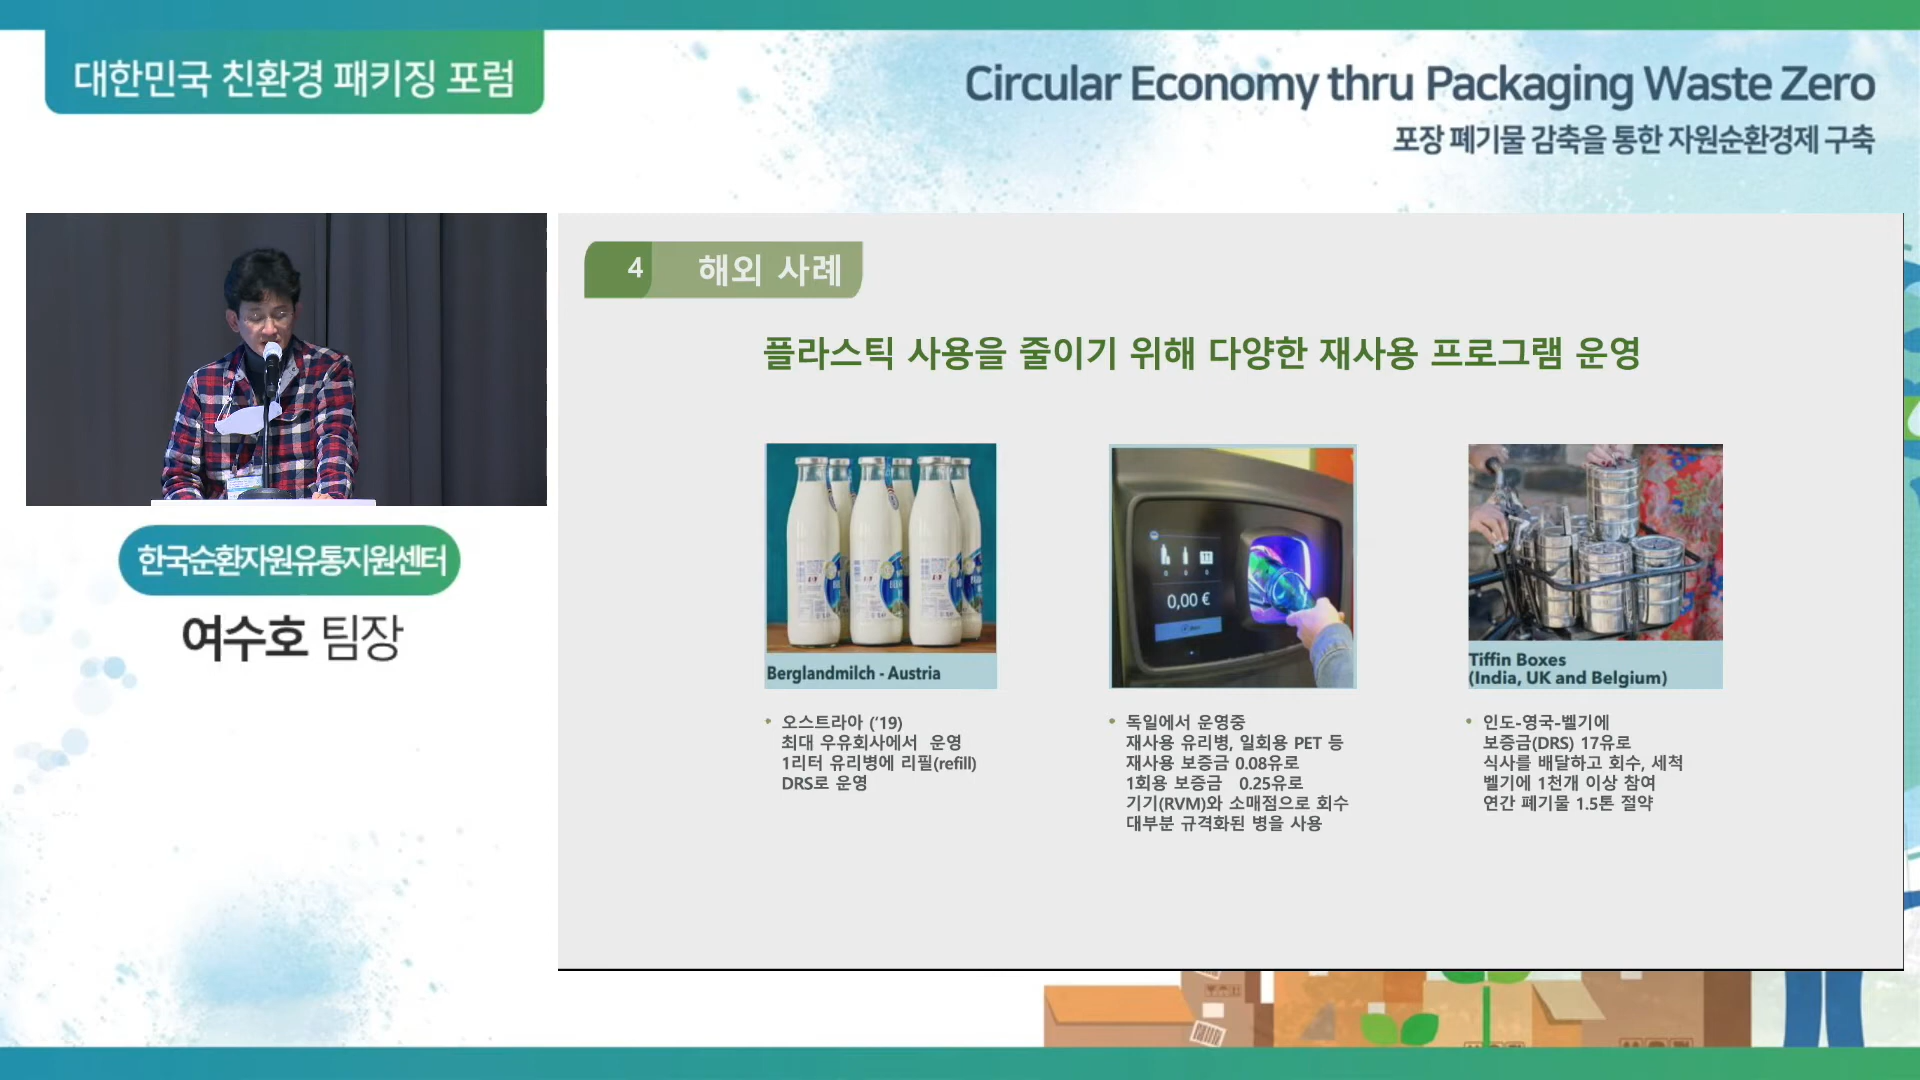 대한민국 친환경 패키징 포럼
Circular Economy thru Packaging Waste Zero
포장 폐기물 감축을 통한 자원순환경제 구축
한국순환자원유통지원센터
여수호 팀장
4 해외 사례
플라스틱 사용을 줄이기 위해 다양한 재사용 프로그램 운영
Berglandmilch - Austria
• 오스트라아 (‘19)
최대 우유회사에서 운영
1리터 유리병에 리필(refill)
DRS로 운영
0,00 €
• 독일에서 운영중
재사용 유리병, 일회용 PET 등
재사용 보증금 0.08유로
1회용 보증금 0.25유로
기기(RVM)와 소매점으로 회수
대부분 규격화된 병을 사용
Tiffin Boxes
(India, UK and Belgium)
• 인도-영국-벨기에
보증금(DRS) 17유로
식사를 배달하고 회수, 세척
벨기에 1천개 이상 참여
연간 폐기물 1.5톤 절약